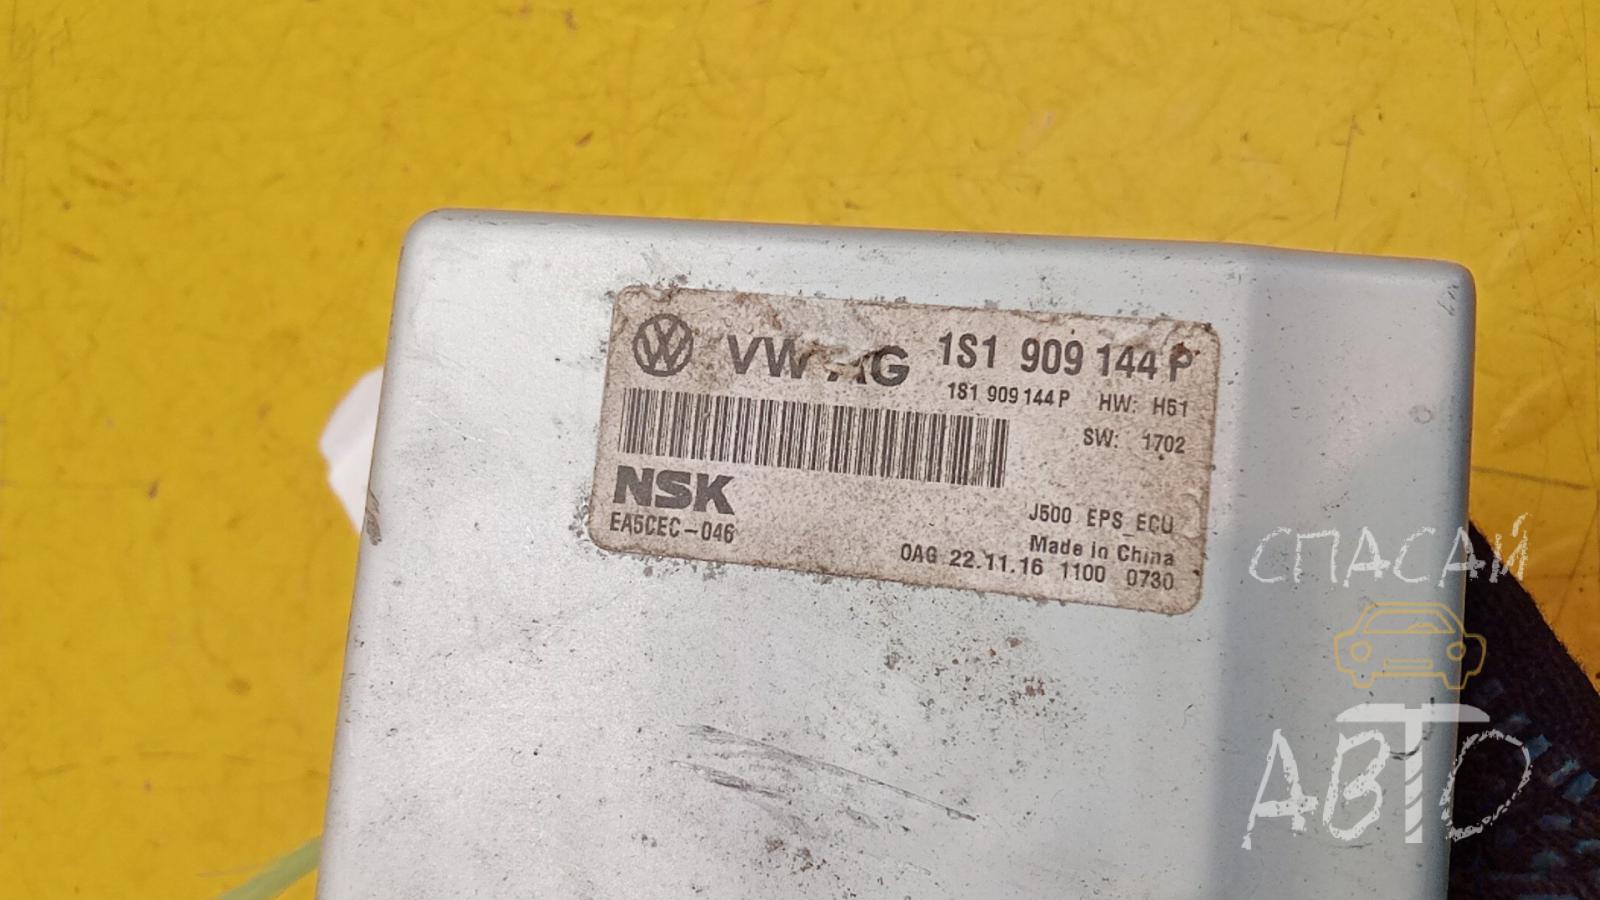 VW AG 1S1 909 144 P
1S1 909 144 P HW: H51
SW: 1702
NSK
EA5CEC-046
J500 EPS_ECU
Made in China
OAG 22.11.16 1100 0730
СПАСАЙ
АВТО